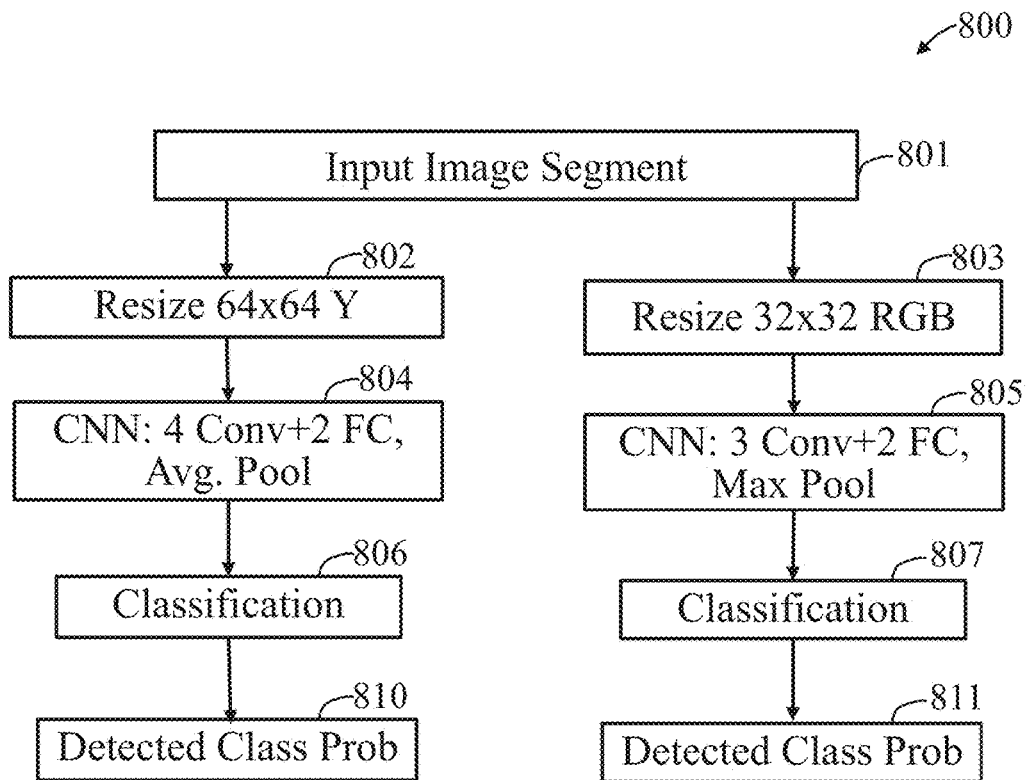 800
Input Image Segment
801
802
Resize 64x64 Y
803
Resize 32x32 RGB
804
CNN: 4 Conv+2 FC,
Avg. Pool
805
CNN: 3 Conv+2 FC,
Max Pool
806
Classification
807
Classification
810
Detected Class Prob
811
Detected Class Prob